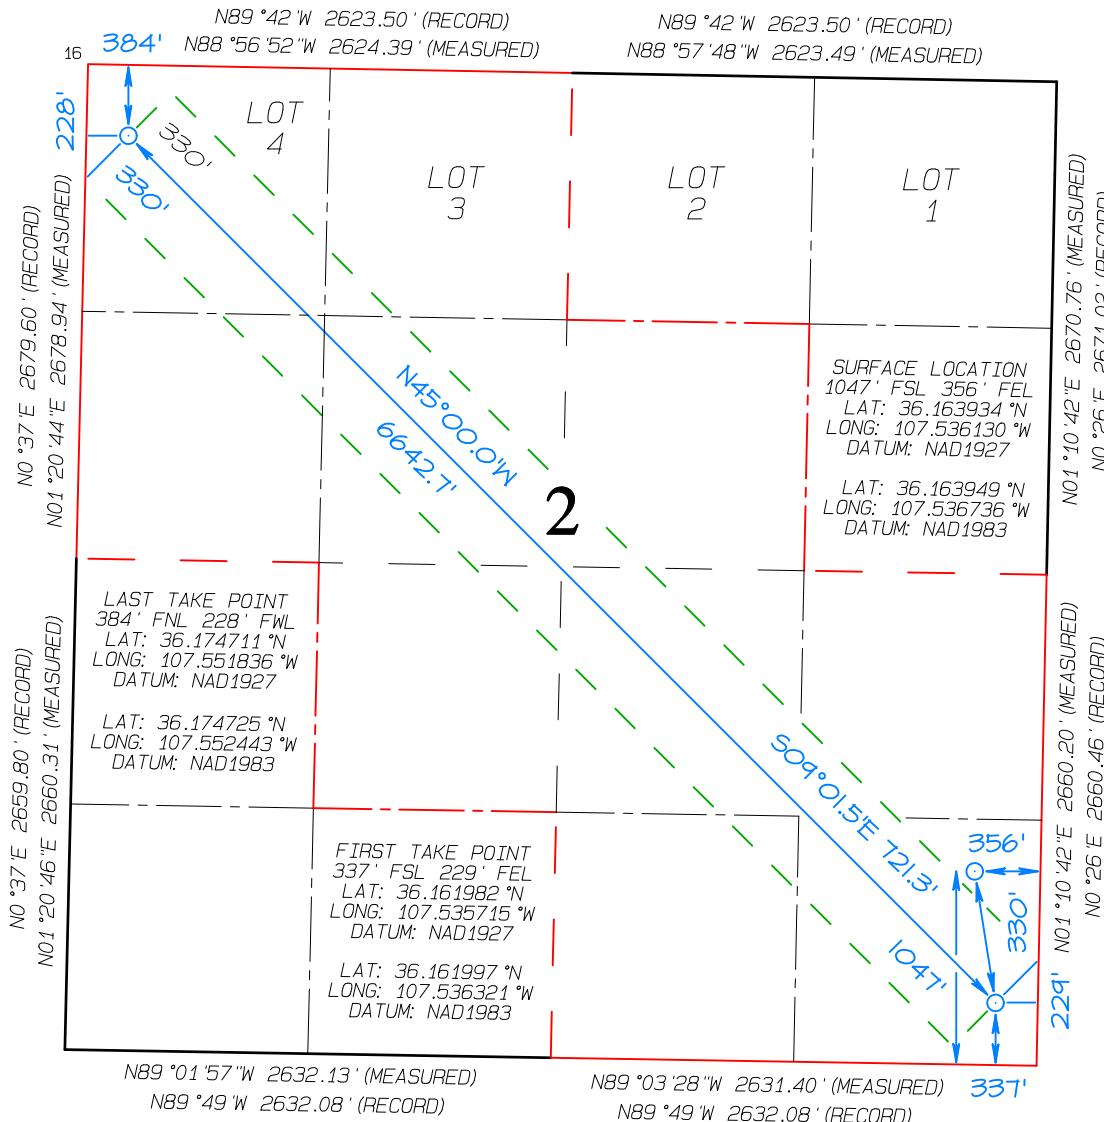 N89°42'W 2623.50' (RECORD)
N88°56'52"W 2624.39' (MEASURED)
N89°42'W 2623.50' (RECORD)
N88°57'48"W 2623.49' (MEASURED)
16
384'
228'
330'
330'
LOT
4
LOT
3
LOT
2
LOT
1
N0°37'E 2679.60' (RECORD)
N01°20'44"E 2678.94' (MEASURED)
N01°10'42"E 2670.76' (MEASURED)
N0°26'E 2671.02' (RECORD)
SURFACE LOCATION
1047' FSL 356' FEL
LAT: 36.163934°N
LONG: 107.536130°W
DATUM: NAD1927
LAT: 36.163949°N
LONG: 107.536736°W
DATUM: NAD1983
N45°00.0'W
6642.7'
2
LAST TAKE POINT
384' FNL 228' FWL
LAT: 36.174711°N
LONG: 107.551836°W
DATUM: NAD1927
LAT: 36.174725°N
LONG: 107.552443°W
DATUM: NAD1983
N0°37'E 2659.80' (RECORD)
N01°20'46"E 2660.31' (MEASURED)
N01°10'42"E 2660.20' (MEASURED)
N0°26'E 2660.46' (RECORD)
S09°01.5'E 721.3'
FIRST TAKE POINT
337' FSL 229' FEL
LAT: 36.161982°N
LONG: 107.535715°W
DATUM: NAD1927
LAT: 36.161997°N
LONG: 107.536321°W
DATUM: NAD1983
356'
330'
1047'
229'
337'
N89°01'57"W 2632.13' (MEASURED)
N89°49'W 2632.08' (RECORD)
N89°03'28"W 2631.40' (MEASURED)
N89°49'W 2632.08' (RECORD)